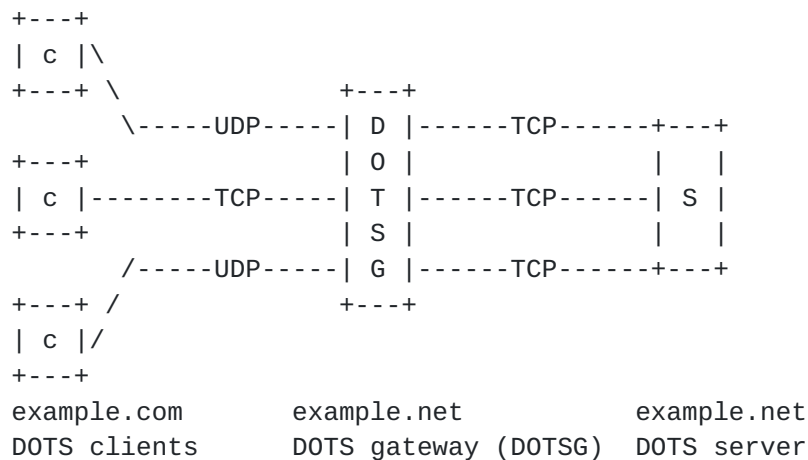 +---+
| c |\
+---+ \              +---+
       \-----UDP-----| D |------TCP------+---+
+---+                | O |               |   |
| c |--------TCP-----| T |------TCP------| S |
+---+                | S |               |   |
       /-----UDP-----| G |------TCP------+---+
+---+ /              +---+
| c |/
+---+
example.com       example.net           example.net
DOTS clients      DOTS gateway (DOTSG)  DOTS server